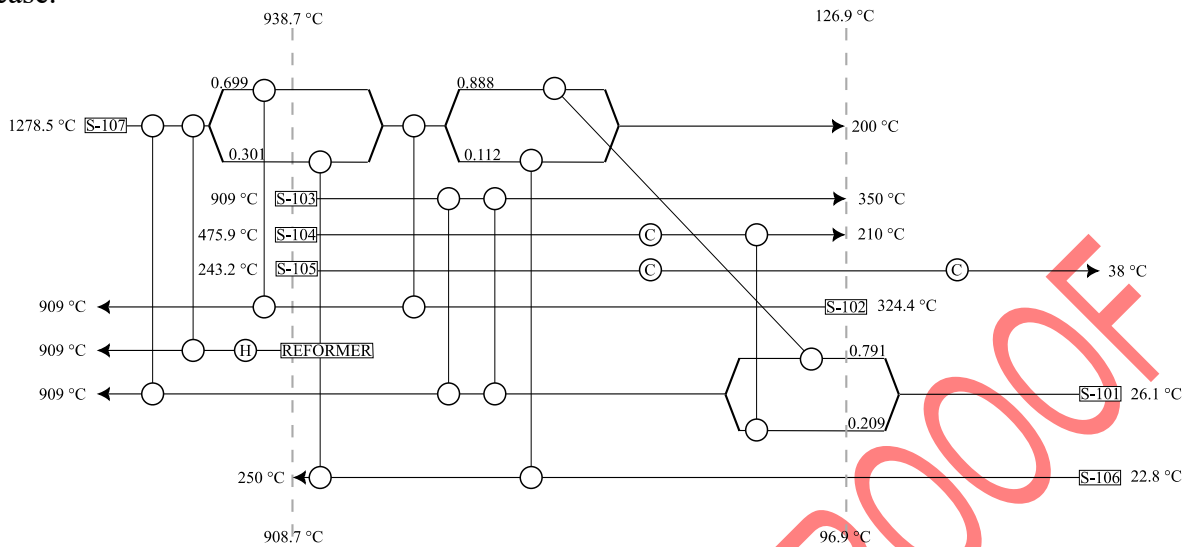 ease.
938.7 °C 126.9 °C
0.699 0.888
1278.5 °C S-107 200 °C
0.301 0.112
909 °C S-103 350 °C
475.9 °C S-104 C 210 °C
243.2 °C S-105 C C 38 °C
909 °C S-102 324.4 °C
909 °C H REFORMER 0.791
909 °C S-101 26.1 °C
0.209
250 °C S-106 22.8 °C
908.7 °C 96.9 °C